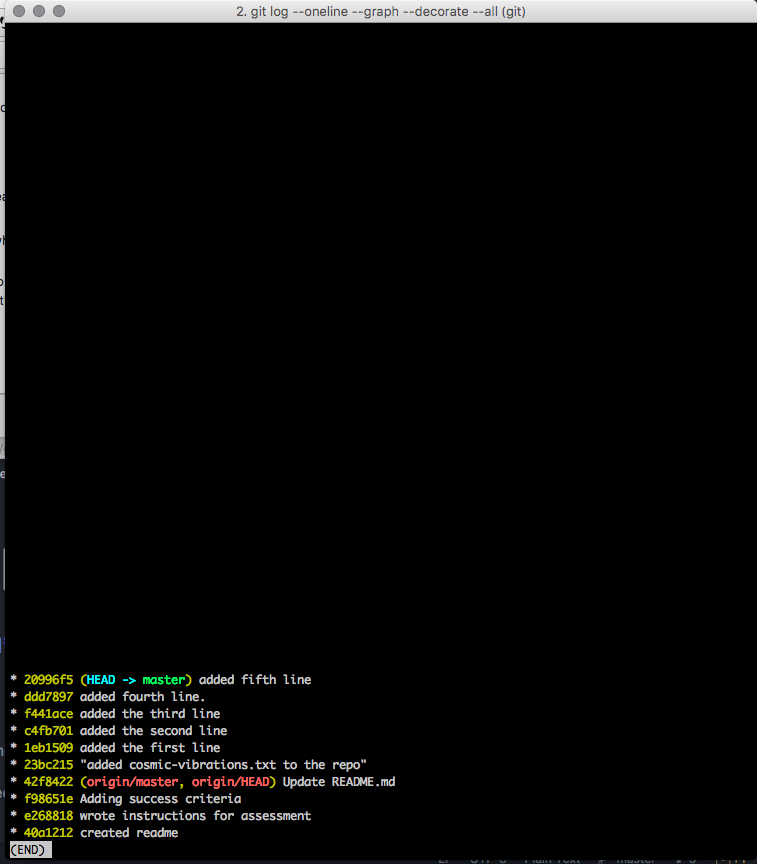 2. git log --oneline --graph --decorate --all (git)
* 20996f5 (HEAD -> master) added fifth line
* ddd7897 added fourth line.
* f441ace added the third line
* c4fb701 added the second line
* 1eb1509 added the first line
* 23bc215 "added cosmic-vibrations.txt to the repo"
* 42f8422 (origin/master, origin/HEAD) Update README.md
* f98651e Adding success criteria
* e268818 wrote instructions for assessment
* 40a1212 created readme
(END)